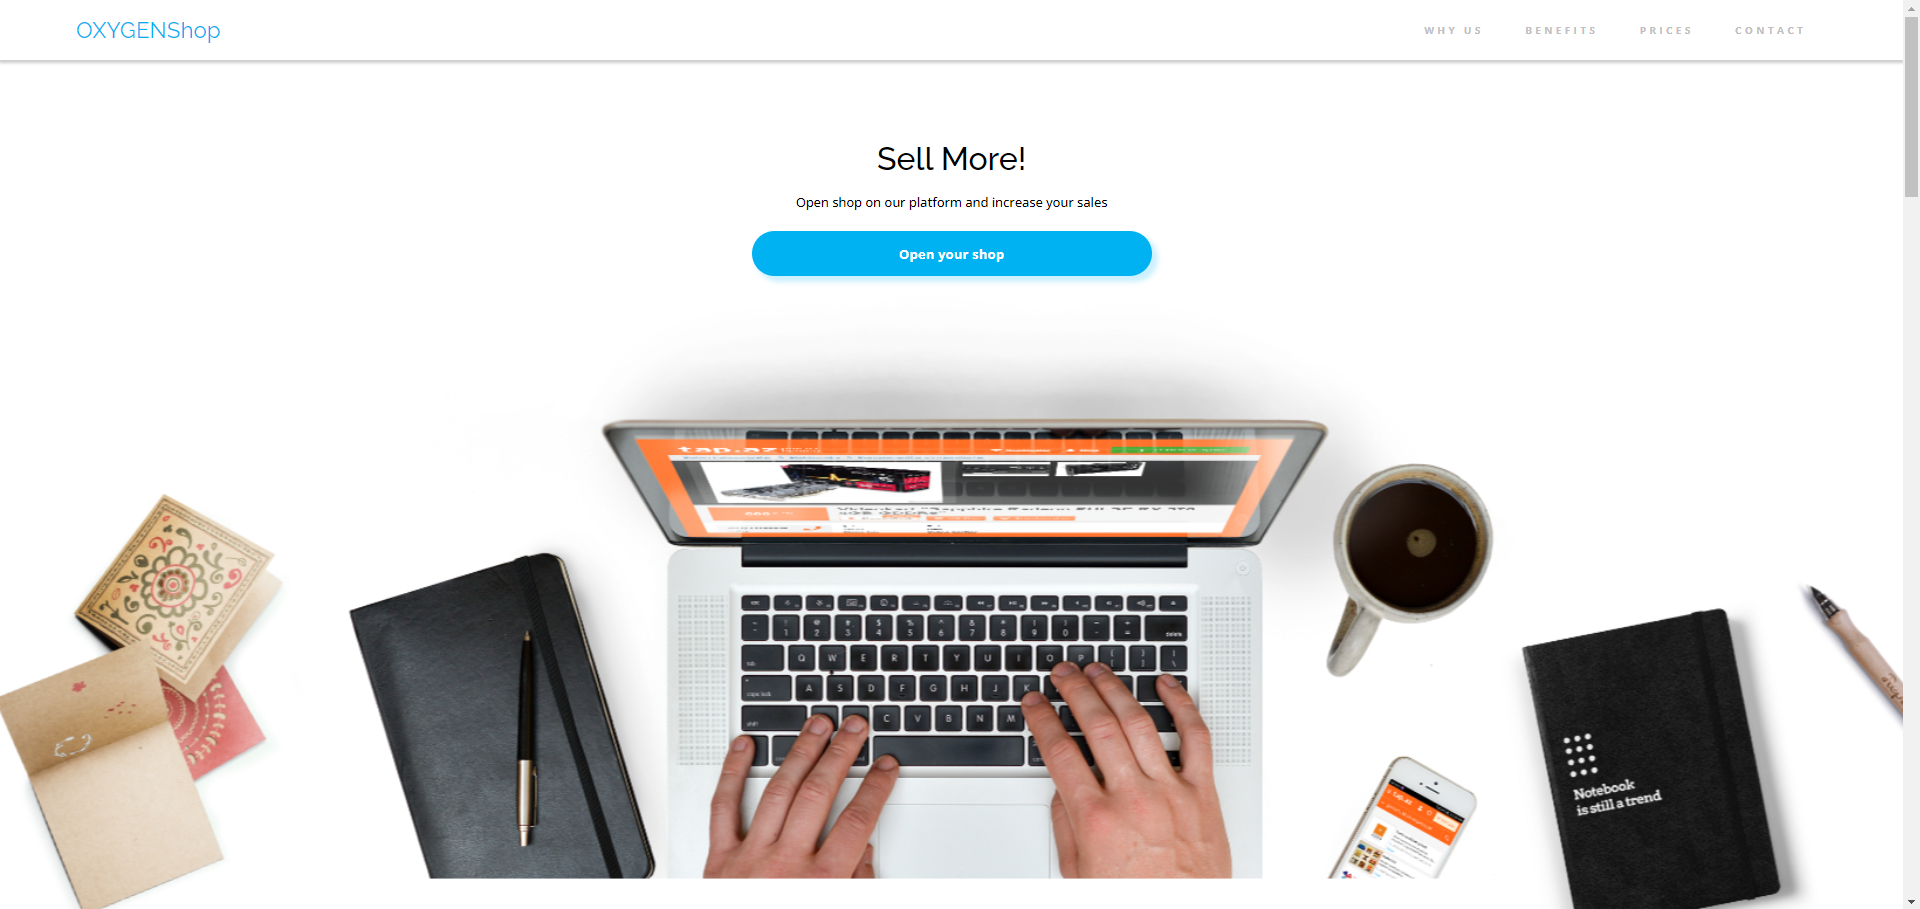 OXYGENShop
WHY US
BENEFITS
PRICES
CONTACT
Sell More!
Open shop on our platform and increase your sales
Open your shop
tap.az
Notebook
is still a trend